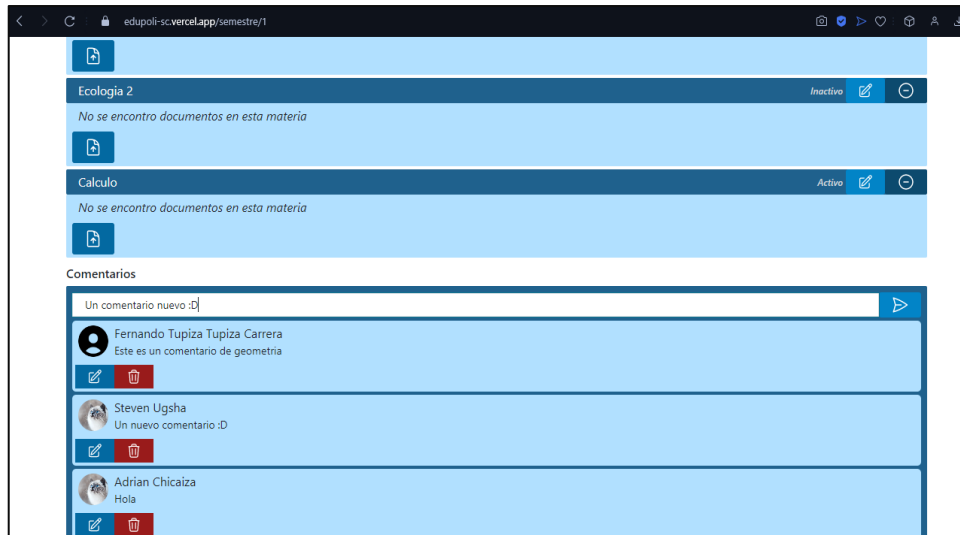 edupoli-sc.vercel.app/semestre/1
Ecologia 2 Inactivo
No se encontro documentos en esta materia
Calculo Activo
No se encontro documentos en esta materia
Comentarios
Un comentario nuevo :D
Fernando Tupiza Tupiza Carrera
Este es un comentario de geometria
Steven Ugsha
Un nuevo comentario :D
Adrian Chicaiza
Hola